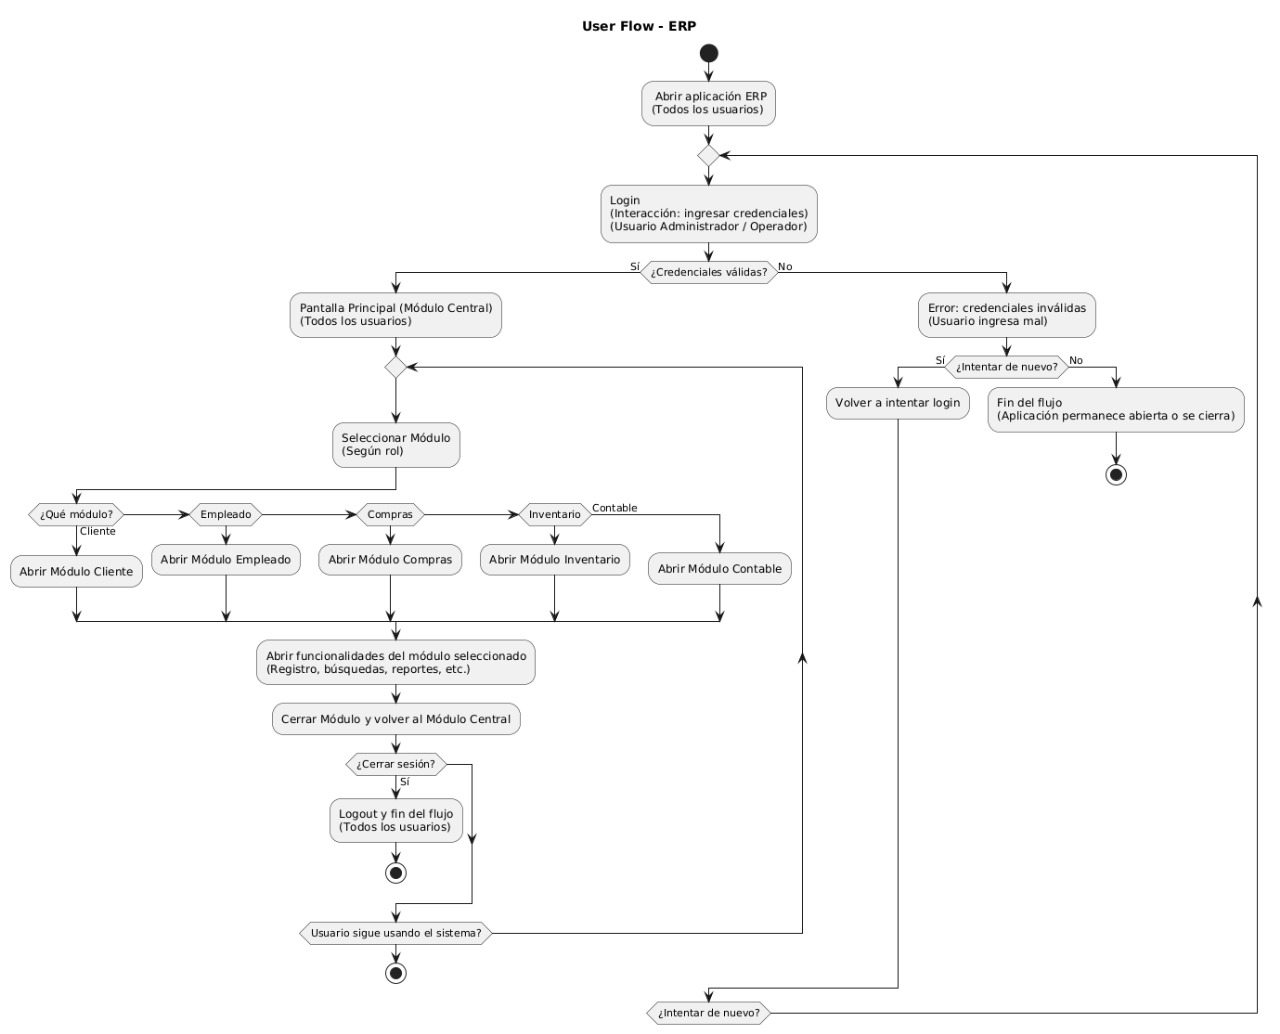 User Flow - ERP
Abrir aplicación ERP
(Todos los usuarios)
Login
(Interacción: ingresar credenciales)
(Usuario Administrador / Operador)
Sí
¿Credenciales válidas?
No
Pantalla Principal (Módulo Central)
(Todos los usuarios)
Error: credenciales inválidas
(Usuario ingresa mal)
Sí
¿Intentar de nuevo?
No
Volver a intentar login
Fin del flujo
(Aplicación permanece abierta o se cierra)
Seleccionar Módulo
(Según rol)
¿Qué módulo?
Cliente
Empleado
Compras
Inventario
Contable
Abrir Módulo Cliente
Abrir Módulo Empleado
Abrir Módulo Compras
Abrir Módulo Inventario
Abrir Módulo Contable
Abrir funcionalidades del módulo seleccionado
(Registro, búsquedas, reportes, etc.)
Cerrar Módulo y volver al Módulo Central
¿Cerrar sesión?
Sí
Logout y fin del flujo
(Todos los usuarios)
Usuario sigue usando el sistema?
¿Intentar de nuevo?